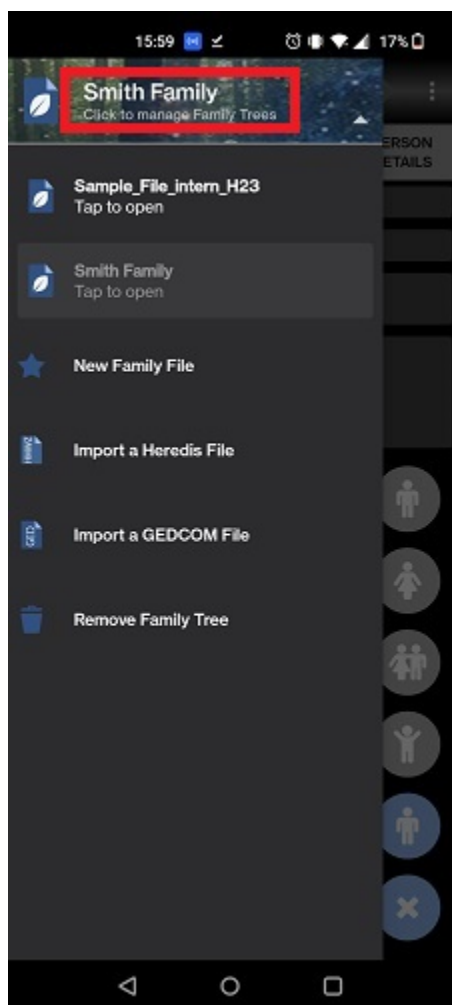 15:59
17%
Smith Family
Click to manage Family Trees
ERSON
ETAILS
Sample_File_intern_H23
Tap to open
Smith Family
Tap to open
New Family File
Import a Heredis File
GED
Import a GEDCOM File
Remove Family Tree